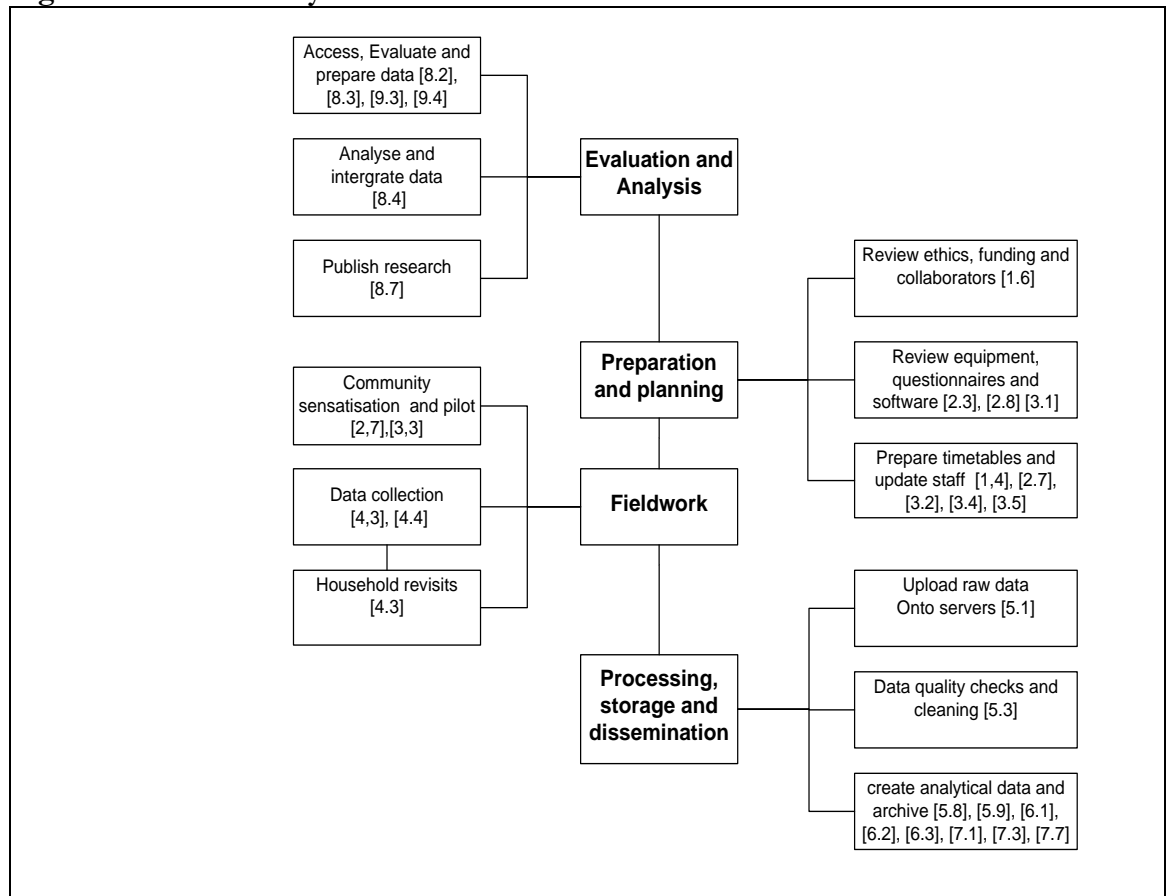 Access, Evaluate and
prepare data [8.2],
[8.3], [9.3], [9.4]
Analyse and
intergrate data
[8.4]
Publish research
[8.7]
Evaluation and
Analysis
Review ethics, funding and
collaborators [1.6]
Review equipment,
questionnaires and
software [2.3], [2.8] [3.1]
Prepare timetables and
update staff [1,4], [2.7],
[3.2], [3.4], [3.5]
Preparation
and planning
Community
sensatisation and pilot
[2,7],[3,3]
Data collection
[4,3], [4.4]
Household revisits
[4.3]
Fieldwork
Processing,
storage and
dissemination
Upload raw data
Onto servers [5.1]
Data quality checks and
cleaning [5.3]
create analytical data and
archive [5.8], [5.9], [6.1],
[6.2], [6.3], [7.1], [7.3], [7.7]